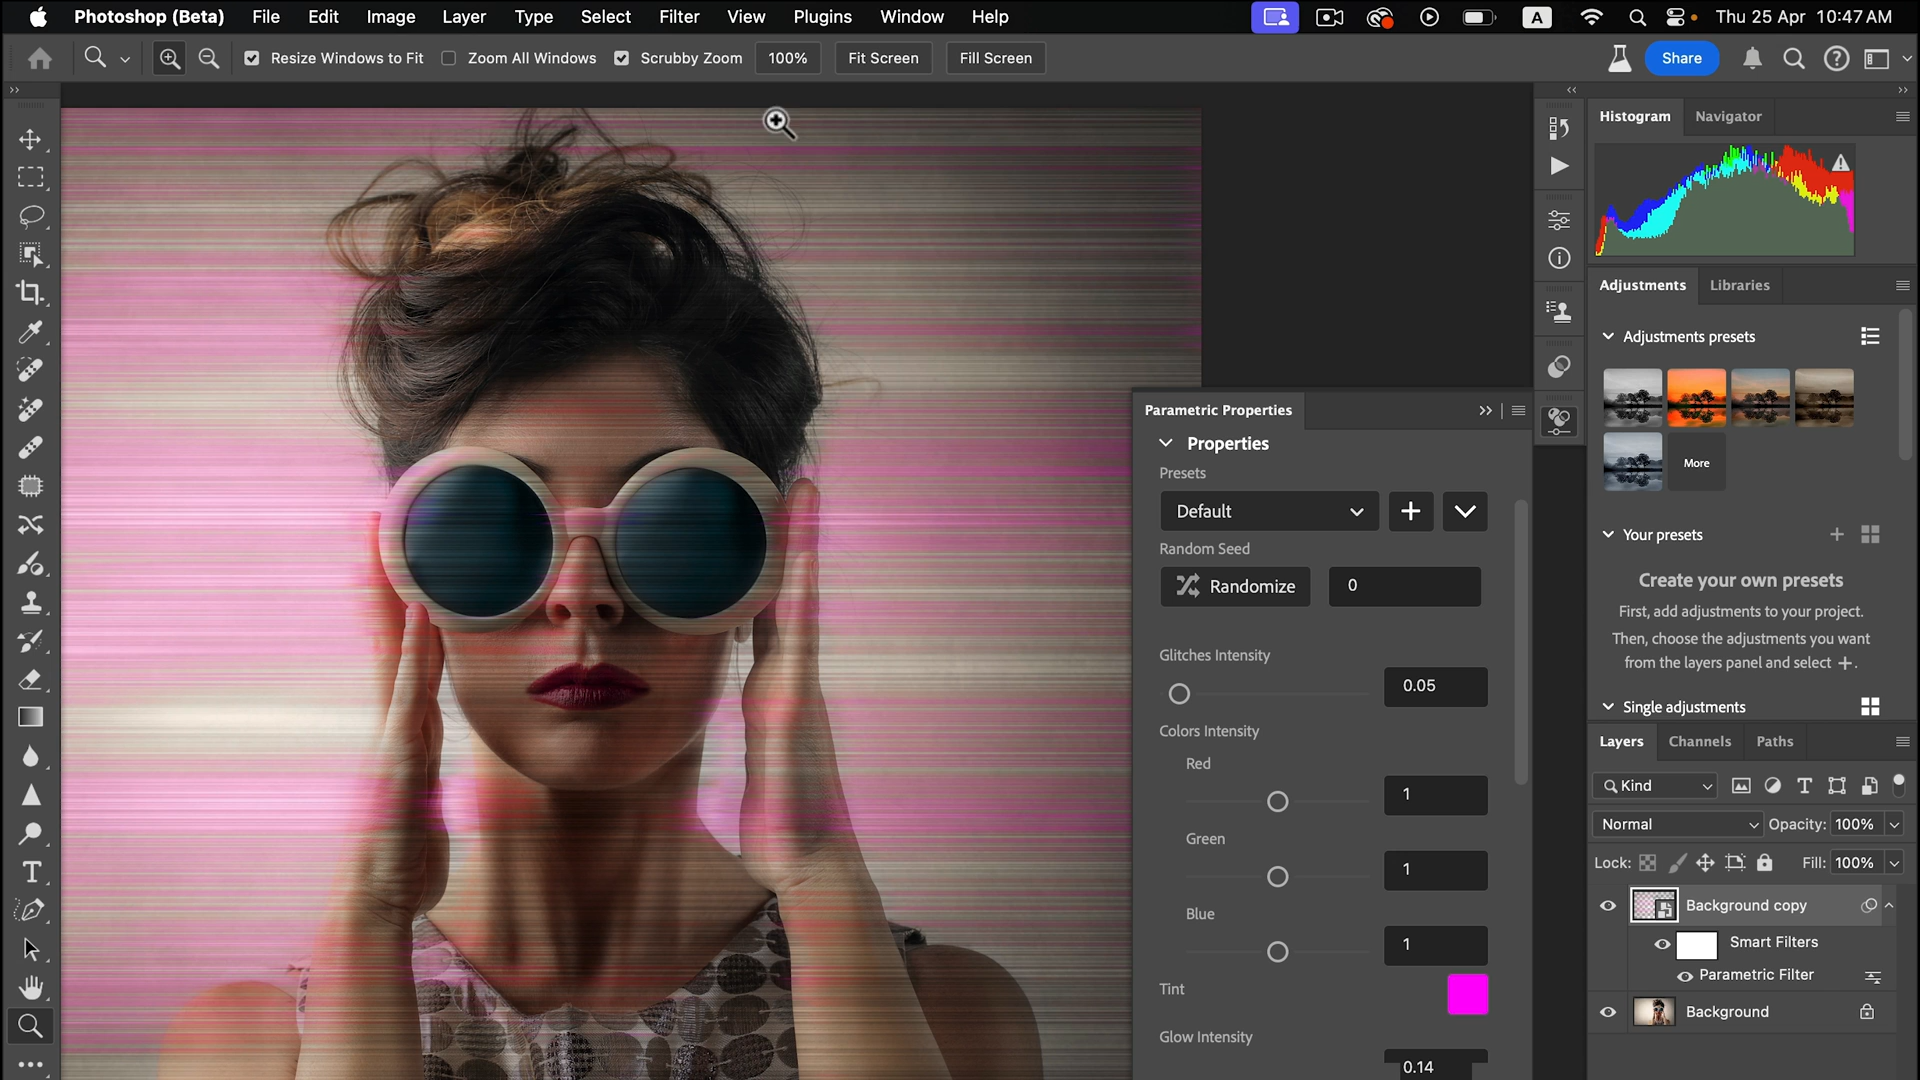 Photoshop (Beta) File Edit Image Layer Type Select Filter View Plugins Window Help A Thu 25 Apr 10:47 AM
Resize Windows to Fit Zoom All Windows Scrubby Zoom 100% Fit Screen Fill Screen Share
Histogram Navigator
Adjustments Libraries
Adjustments presets
More
Your presets
Create your own presets
First, add adjustments to your project.
Then, choose the adjustments you want
from the layers panel and select +.
Single adjustments
Parametric Properties
Properties
Presets
Default
Random Seed
Randomize 0
Glitches Intensity
0.05
Colors Intensity
Red
1
Green
1
Blue
1
Tint
Glow Intensity
0.14
Layers Channels Paths
Kind
Normal Opacity: 100%
Lock: Fill: 100%
Background copy
Smart Filters
Parametric Filter
Background